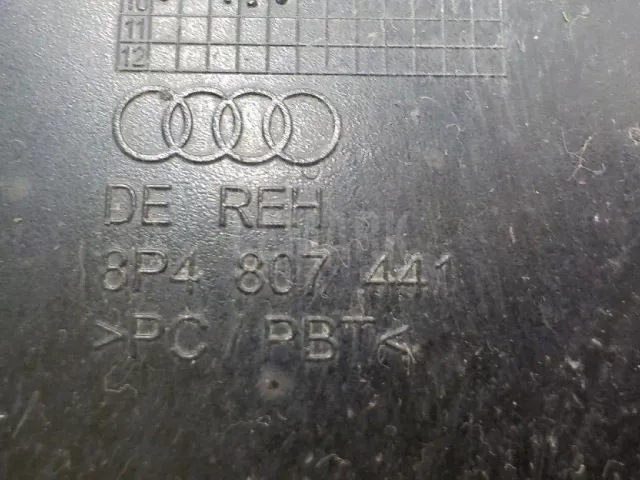 10
11
12
DE REH
8P4 807 441
>PC/PBT<